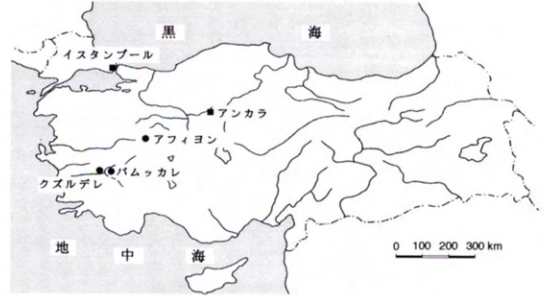 黒海
イスタンブール
アンカラ
アフィヨン
パムッカレ
クズルデレ
地中海
0 100 200 300 km